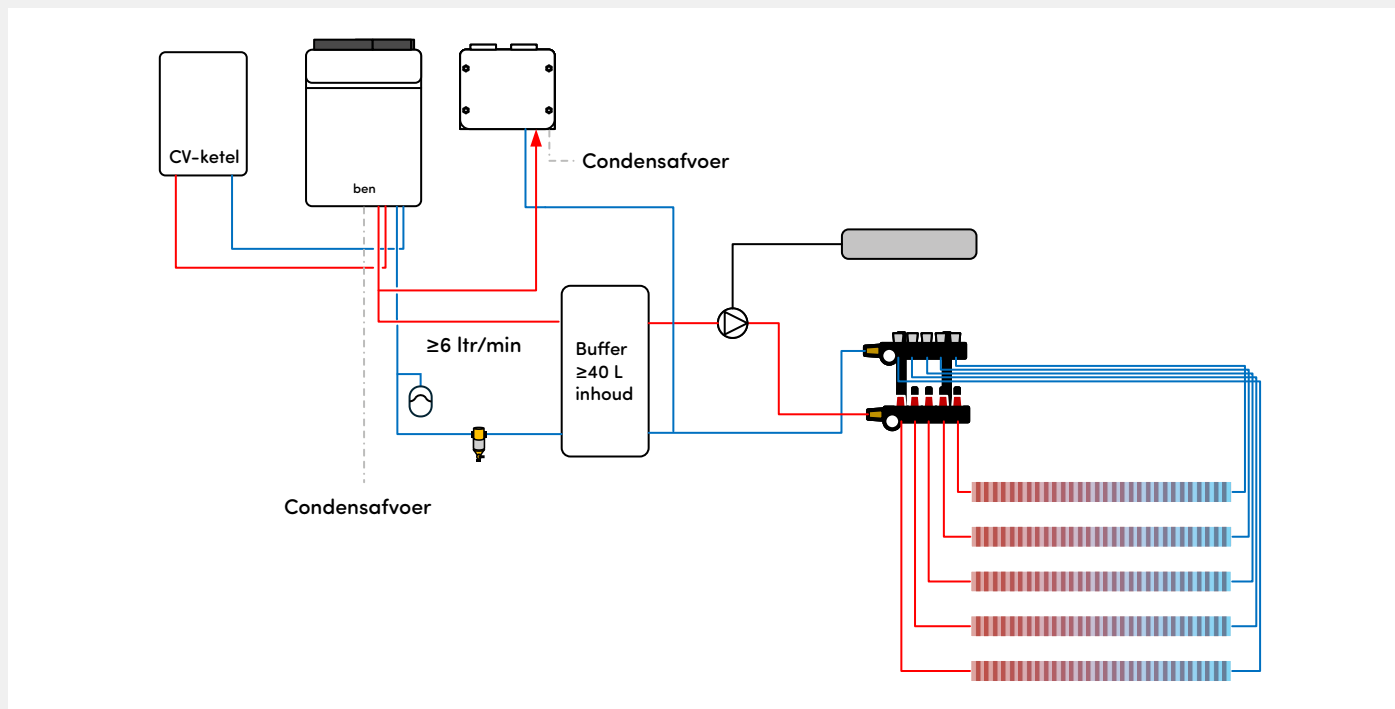 CV-ketel
ben
Condensafvoer
≥6 ltr/min
Buffer
≥40 L
inhoud
Condensafvoer